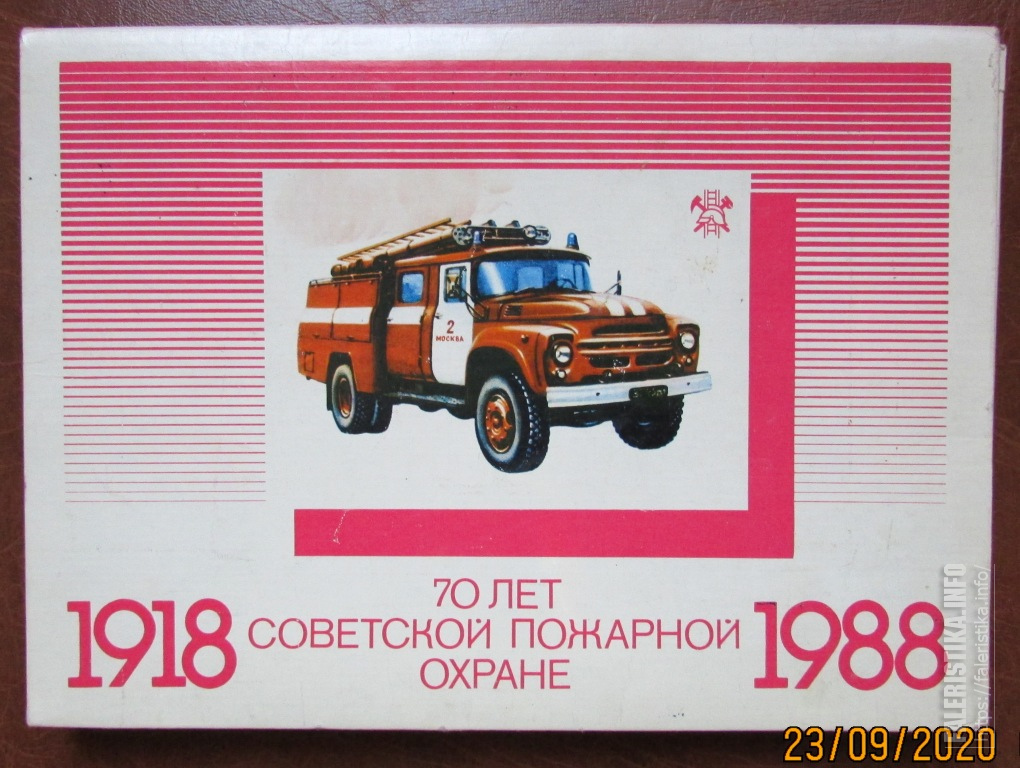 2
МОСКВА
70 ЛЕТ
1918 СОВЕТСКОЙ ПОЖАРНОЙ 1988
ОХРАНЕ
FALERISTIKA.INFO
https://faleristika.info/
23/09/2020